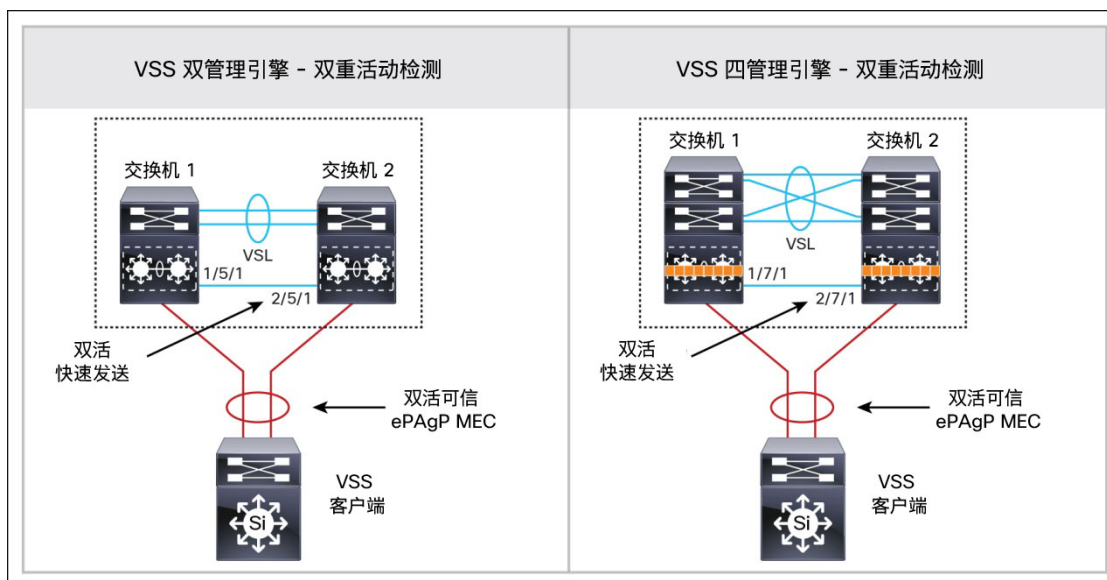 VSS 双管理引擎 - 双重活动检测
交换机 1
交换机 2
VSL
1/5/1
2/5/1
双活
快速发送
双活可信
ePAgP MEC
VSS
客户端
Si
VSS 四管理引擎 - 双重活动检测
交换机 1
交换机 2
VSL
1/7/1
2/7/1
双活
快速发送
双活可信
ePAgP MEC
VSS
客户端
Si